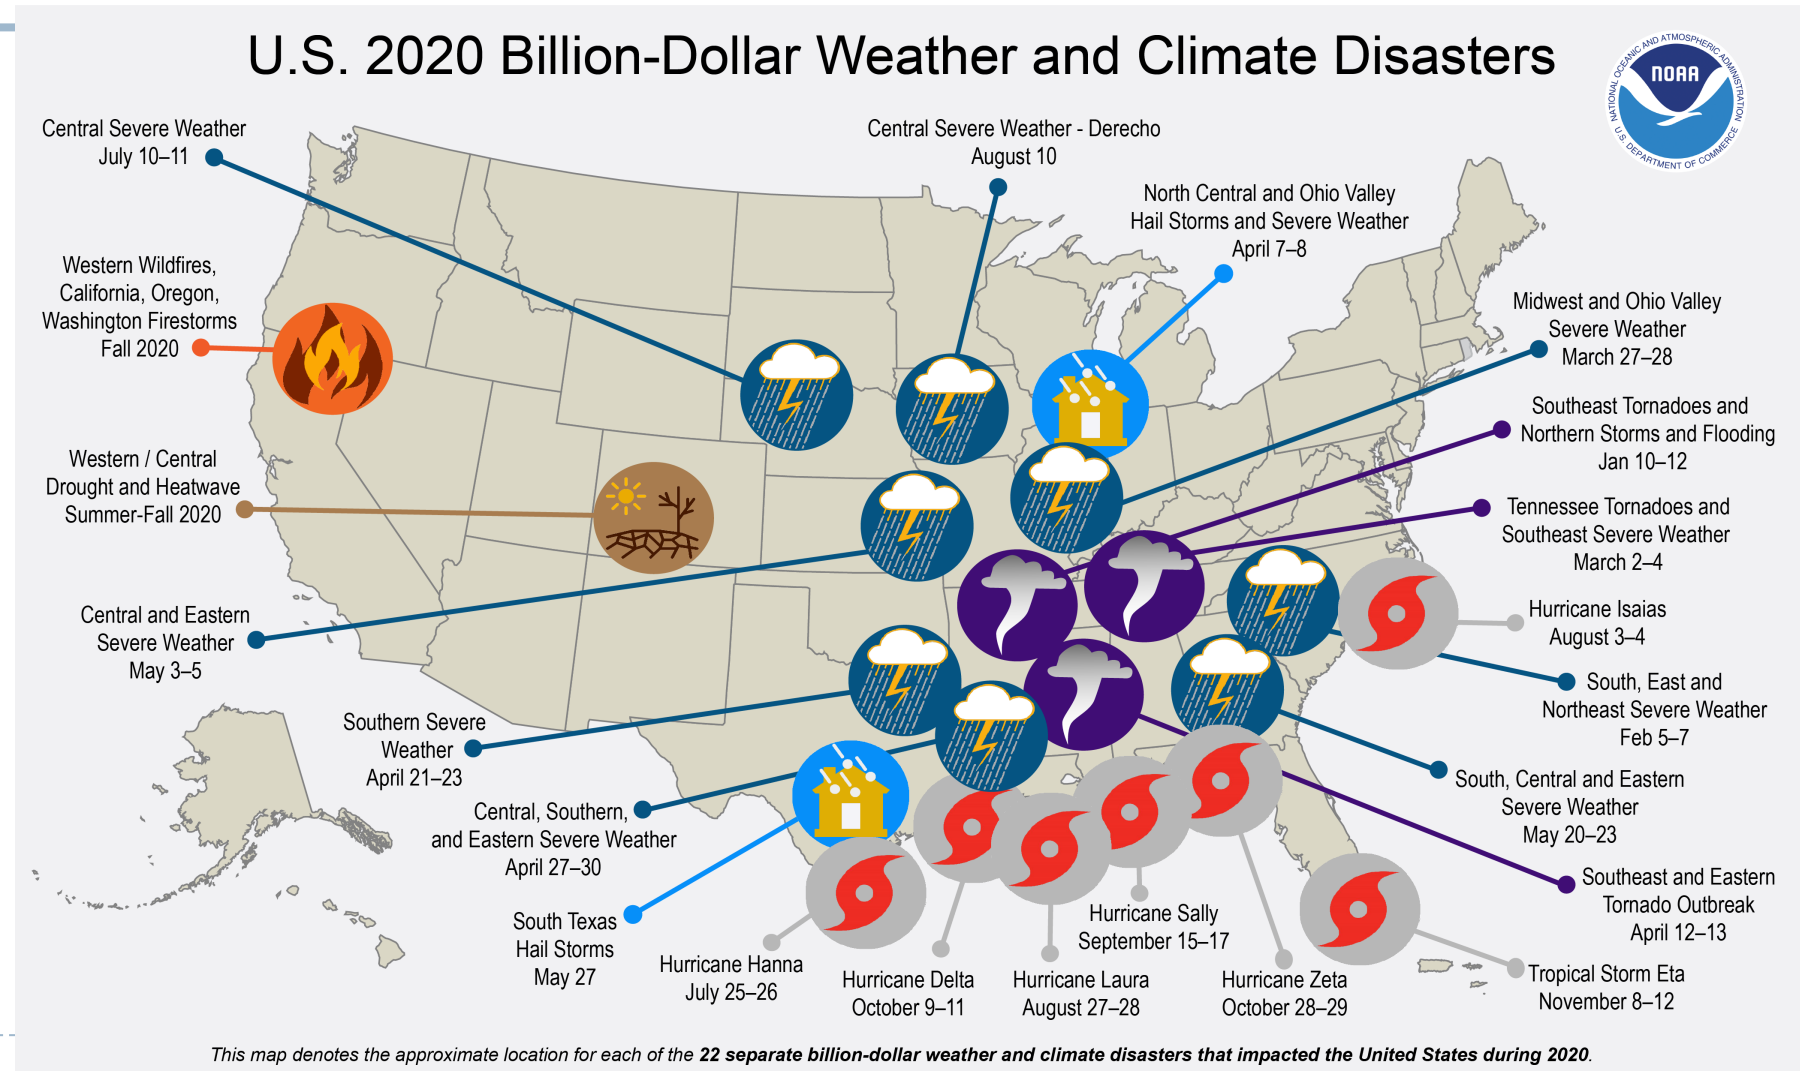 U.S. 2020 Billion-Dollar Weather and Climate Disasters
NATIONAL OCEANIC AND ATMOSPHERIC ADMINISTRATION
NOAA
U.S. DEPARTMENT OF COMMERCE
Central Severe Weather
July 10–11
Central Severe Weather - Derecho
August 10
North Central and Ohio Valley
Hail Storms and Severe Weather
April 7–8
Western Wildfires,
California, Oregon,
Washington Firestorms
Fall 2020
Midwest and Ohio Valley
Severe Weather
March 27–28
Southeast Tornadoes and
Northern Storms and Flooding
Jan 10–12
Western / Central
Drought and Heatwave
Summer-Fall 2020
Tennessee Tornadoes and
Southeast Severe Weather
March 2–4
Central and Eastern
Severe Weather
May 3–5
Hurricane Isaias
August 3–4
South, East and
Northeast Severe Weather
Feb 5–7
Southern Severe
Weather
April 21–23
South, Central and Eastern
Severe Weather
May 20–23
Central, Southern,
and Eastern Severe Weather
April 27–30
Southeast and Eastern
Tornado Outbreak
April 12–13
South Texas
Hail Storms
May 27
Hurricane Hanna
July 25–26
Hurricane Delta
October 9–11
Hurricane Laura
August 27–28
Hurricane Sally
September 15–17
Hurricane Zeta
October 28–29
Tropical Storm Eta
November 8–12
This map denotes the approximate location for each of the 22 separate billion-dollar weather and climate disasters that impacted the United States during 2020.